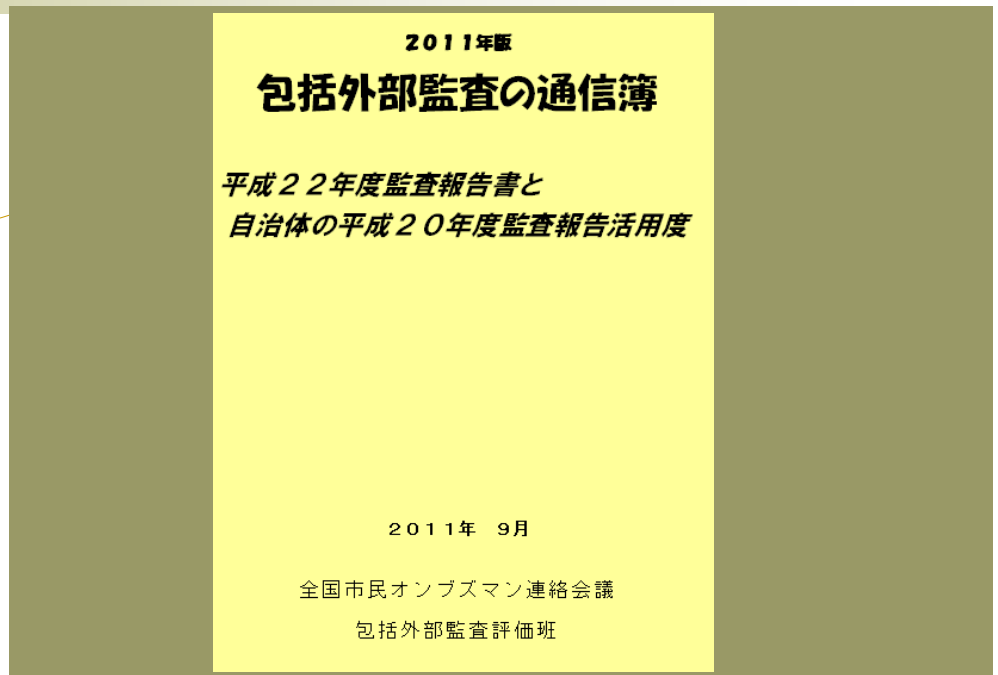 2011年版
包括外部監査の通信簿
平成22年度監査報告書と
自治体の平成20年度監査報告活用度
2011年　9月
全国市民オンブズマン連絡会議
包括外部監査評価班